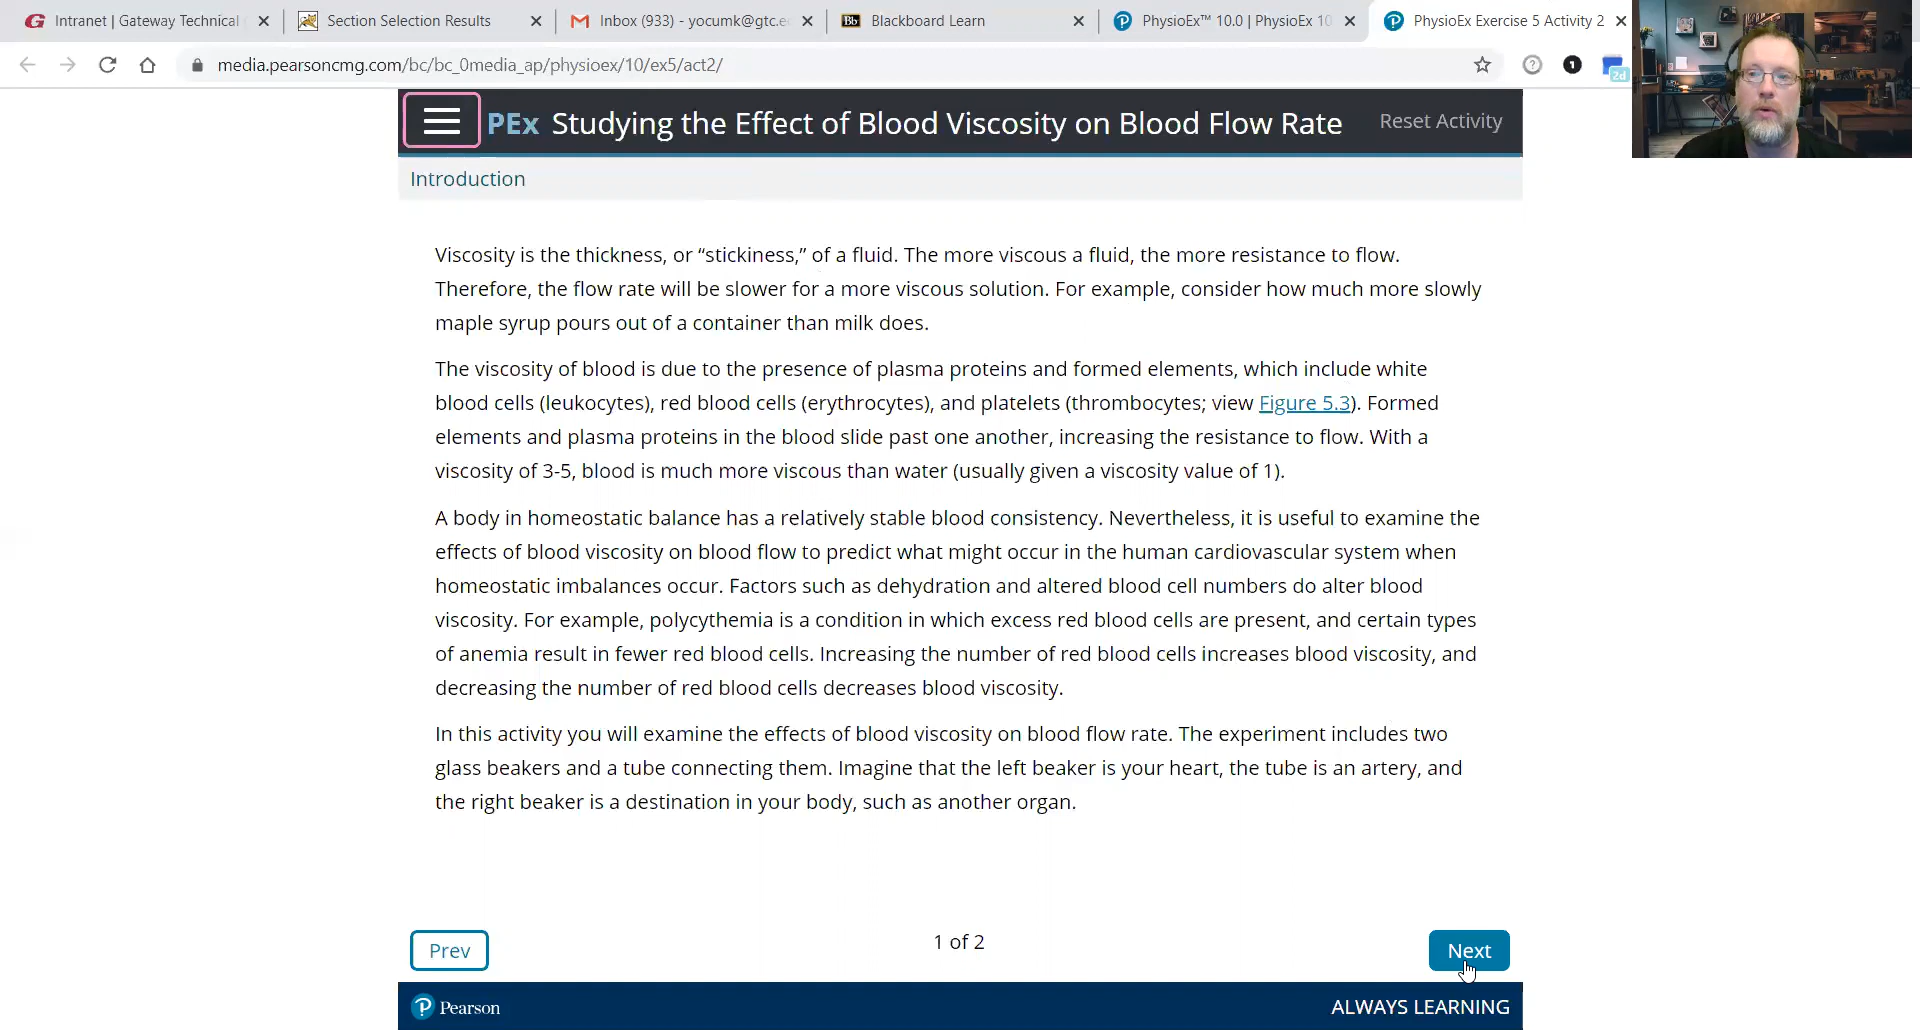 Intranet | Gateway Technical
Section Selection Results
Inbox (933) - yocumk@gtc.e
Bb Blackboard Learn
PhysioEx™ 10.0 | PhysioEx 10
PhysioEx Exercise 5 Activity 2
media.pearsoncmg.com/bc/bc_0media_ap/physioex/10/ex5/act2/
2d
PEx Studying the Effect of Blood Viscosity on Blood Flow Rate
Reset Activity
Introduction
Viscosity is the thickness, or “stickiness,” of a fluid. The more viscous a fluid, the more resistance to flow.
Therefore, the flow rate will be slower for a more viscous solution. For example, consider how much more slowly
maple syrup pours out of a container than milk does.
The viscosity of blood is due to the presence of plasma proteins and formed elements, which include white
blood cells (leukocytes), red blood cells (erythrocytes), and platelets (thrombocytes; view Figure 5.3). Formed
elements and plasma proteins in the blood slide past one another, increasing the resistance to flow. With a
viscosity of 3-5, blood is much more viscous than water (usually given a viscosity value of 1).
A body in homeostatic balance has a relatively stable blood consistency. Nevertheless, it is useful to examine the
effects of blood viscosity on blood flow to predict what might occur in the human cardiovascular system when
homeostatic imbalances occur. Factors such as dehydration and altered blood cell numbers do alter blood
viscosity. For example, polycythemia is a condition in which excess red blood cells are present, and certain types
of anemia result in fewer red blood cells. Increasing the number of red blood cells increases blood viscosity, and
decreasing the number of red blood cells decreases blood viscosity.
In this activity you will examine the effects of blood viscosity on blood flow rate. The experiment includes two
glass beakers and a tube connecting them. Imagine that the left beaker is your heart, the tube is an artery, and
the right beaker is a destination in your body, such as another organ.
Prev
1 of 2
Next
Pearson
ALWAYS LEARNING